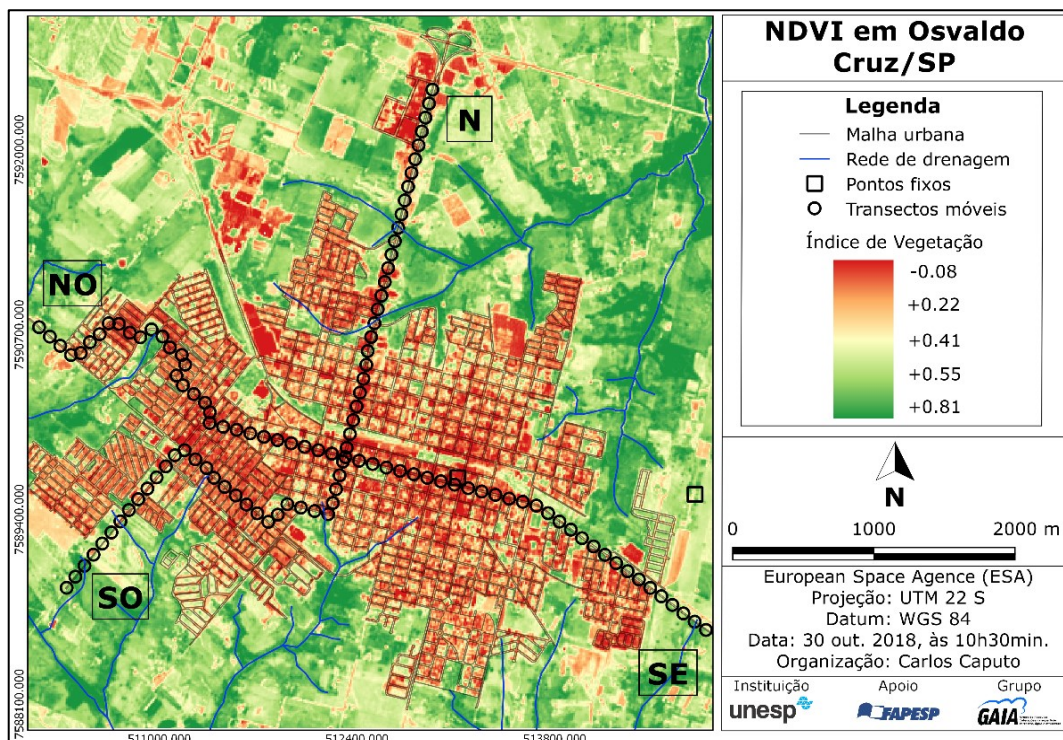 NDVI em Osvaldo
Cruz/SP
Legenda
Malha urbana
Rede de drenagem
Pontos fixos
Transectos móveis
Índice de Vegetação
-0.08
+0.22
+0.41
+0.55
+0.81
N
0 1000 2000 m
European Space Agence (ESA)
Projeção: UTM 22 S
Datum: WGS 84
Data: 30 out. 2018, às 10h30min.
Organização: Carlos Caputo
Instituição Apoio Grupo
unesp FAPESP GAIA
N
NO
SO
SE
7592000.000
7590700.000
7589400.000
7588100.000
511000.000 512400.000 513800.000